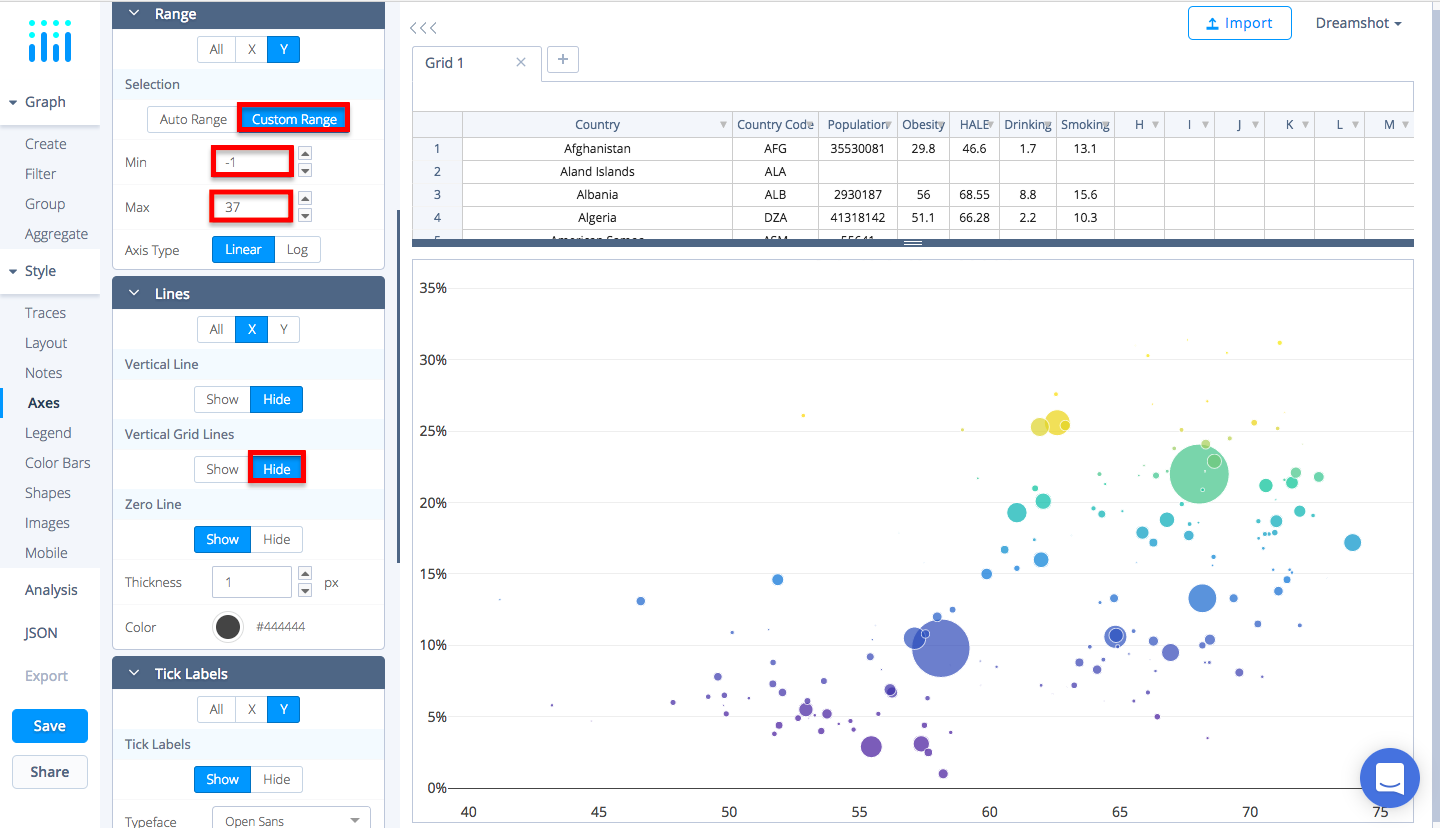 Graph
Create
Filter
Group
Aggregate
Style
Traces
Layout
Notes
Axes
Legend
Color Bars
Shapes
Images
Mobile
Analysis
JSON
Export
Save
Share
Range
All X Y
Selection
Auto Range Custom Range
Min -1
Max 37
Axis Type Linear Log
Lines
All X Y
Vertical Line
Show Hide
Vertical Grid Lines
Show Hide
Zero Line
Show Hide
Thickness 1 px
Color #444444
Tick Labels
All X Y
Tick Labels
Show Hide
Typeface Open Sans
Import Dreamshot
Grid 1 × +
Country Country Code Population Obesity HALE Drinking Smoking H I J K L M
1 Afghanistan AFG 35530081 29.8 46.6 1.7 13.1
2 Aland Islands ALA
3 Albania ALB 2930187 56 68.55 8.8 15.6
4 Algeria DZA 41318142 51.1 66.28 2.2 10.3
5 American Samoa ASM 55641
35%
30%
25%
20%
15%
10%
5%
0%
40 45 50 55 60 65 70 75